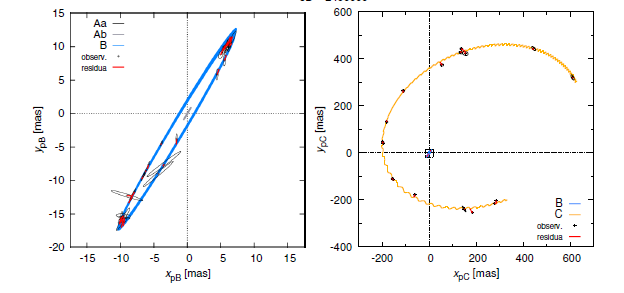 15
10
5
0
-5
-10
-15
-20
-15
-10
-5
0
5
10
15
y_pB [mas]
x_pB [mas]
Aa
Ab
B
observ.
residua
600
400
200
0
-200
-400
-200
0
200
400
600
y_pC [mas]
x_pC [mas]
B
C
observ.
residua